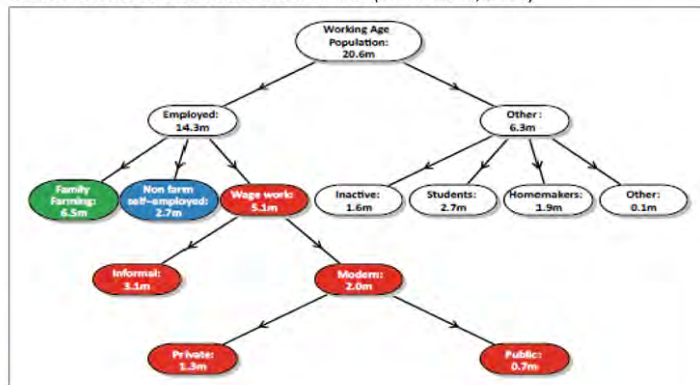 Working Age
Population:
20.6m
Employed:
14.3m
Other :
6.3m
Family
Farming:
6.5m
Non farm
self-employed:
2.7m
Wage work:
5.1m
Inactive:
1.6m
Students:
2.7m
Homemakers:
1.9m
Other:
0.1m
Informal:
3.1m
Modern:
2.0m
Private:
1.3m
Public:
0.7m